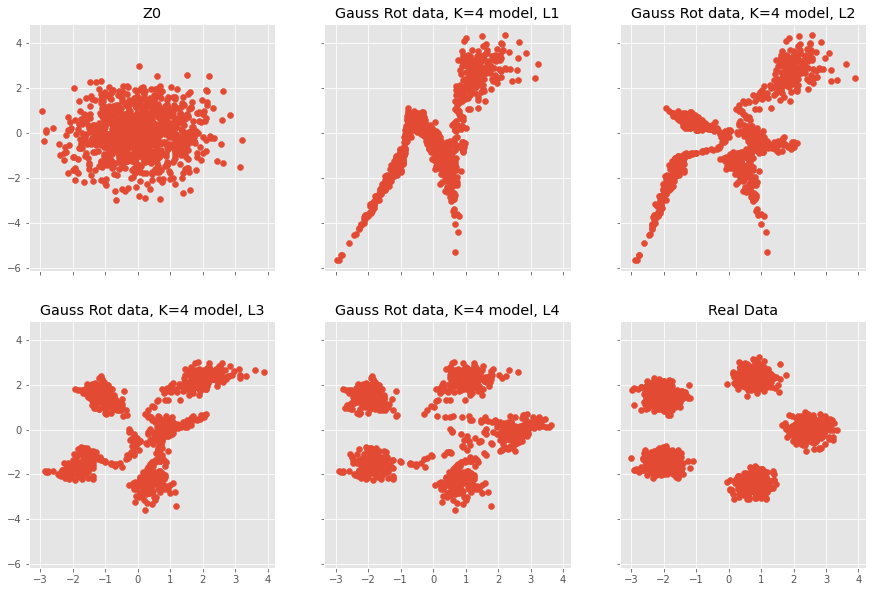 Z0
Gauss Rot data, K=4 model, L1
Gauss Rot data, K=4 model, L2
4
2
0
−2
−4
−6
Gauss Rot data, K=4 model, L3
Gauss Rot data, K=4 model, L4
Real Data
4
2
0
−2
−4
−6
−3 −2 −1 0 1 2 3 4
−3 −2 −1 0 1 2 3 4
−3 −2 −1 0 1 2 3 4